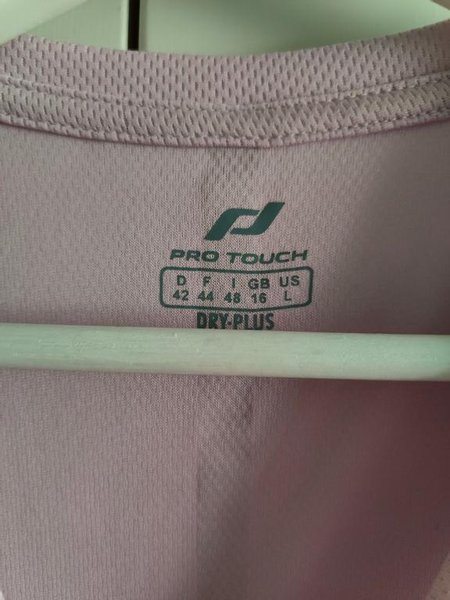 PRO TOUCH
D F I GB US
42 44 48 16 L
DRY·PLUS